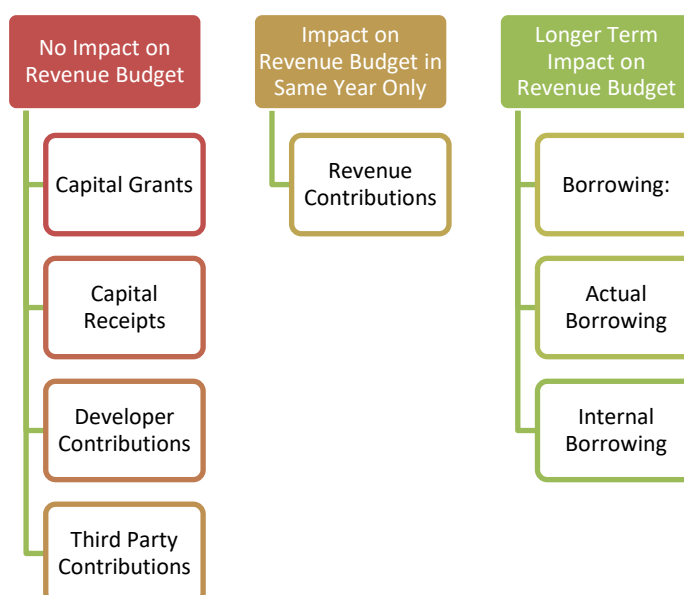 No Impact on
Revenue Budget
Capital Grants
Capital
Receipts
Developer
Contributions
Third Party
Contributions
Impact on
Revenue Budget in
Same Year Only
Revenue
Contributions
Longer Term
Impact on
Revenue Budget
Borrowing:
Actual
Borrowing
Internal
Borrowing